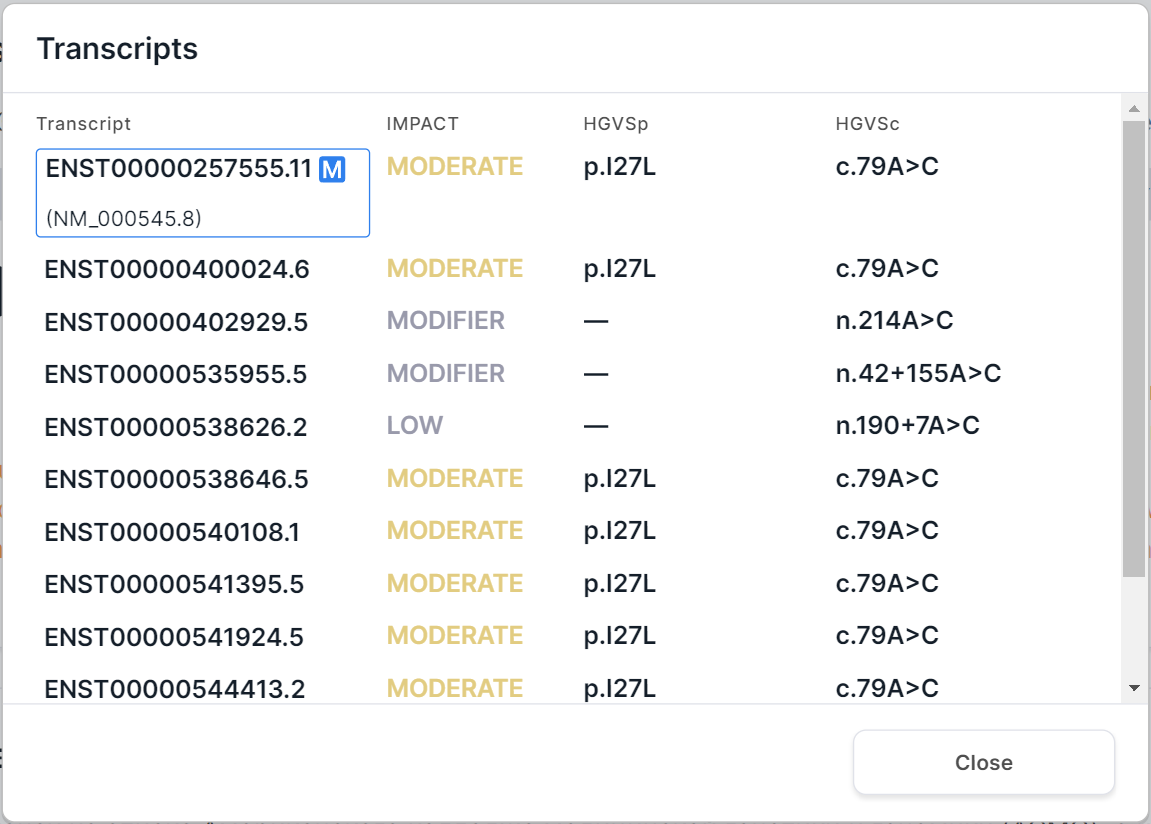 Transcripts
Transcript IMPACT HGVSp HGVSc
ENST00000257555.11 M MODERATE p.I27L c.79A>C
(NM_000545.8)
ENST00000400024.6 MODERATE p.I27L c.79A>C
ENST00000402929.5 MODIFIER — n.214A>C
ENST00000535955.5 MODIFIER — n.42+155A>C
ENST00000538626.2 LOW — n.190+7A>C
ENST00000538646.5 MODERATE p.I27L c.79A>C
ENST00000540108.1 MODERATE p.I27L c.79A>C
ENST00000541395.5 MODERATE p.I27L c.79A>C
ENST00000541924.5 MODERATE p.I27L c.79A>C
ENST00000544413.2 MODERATE p.I27L c.79A>C
Close